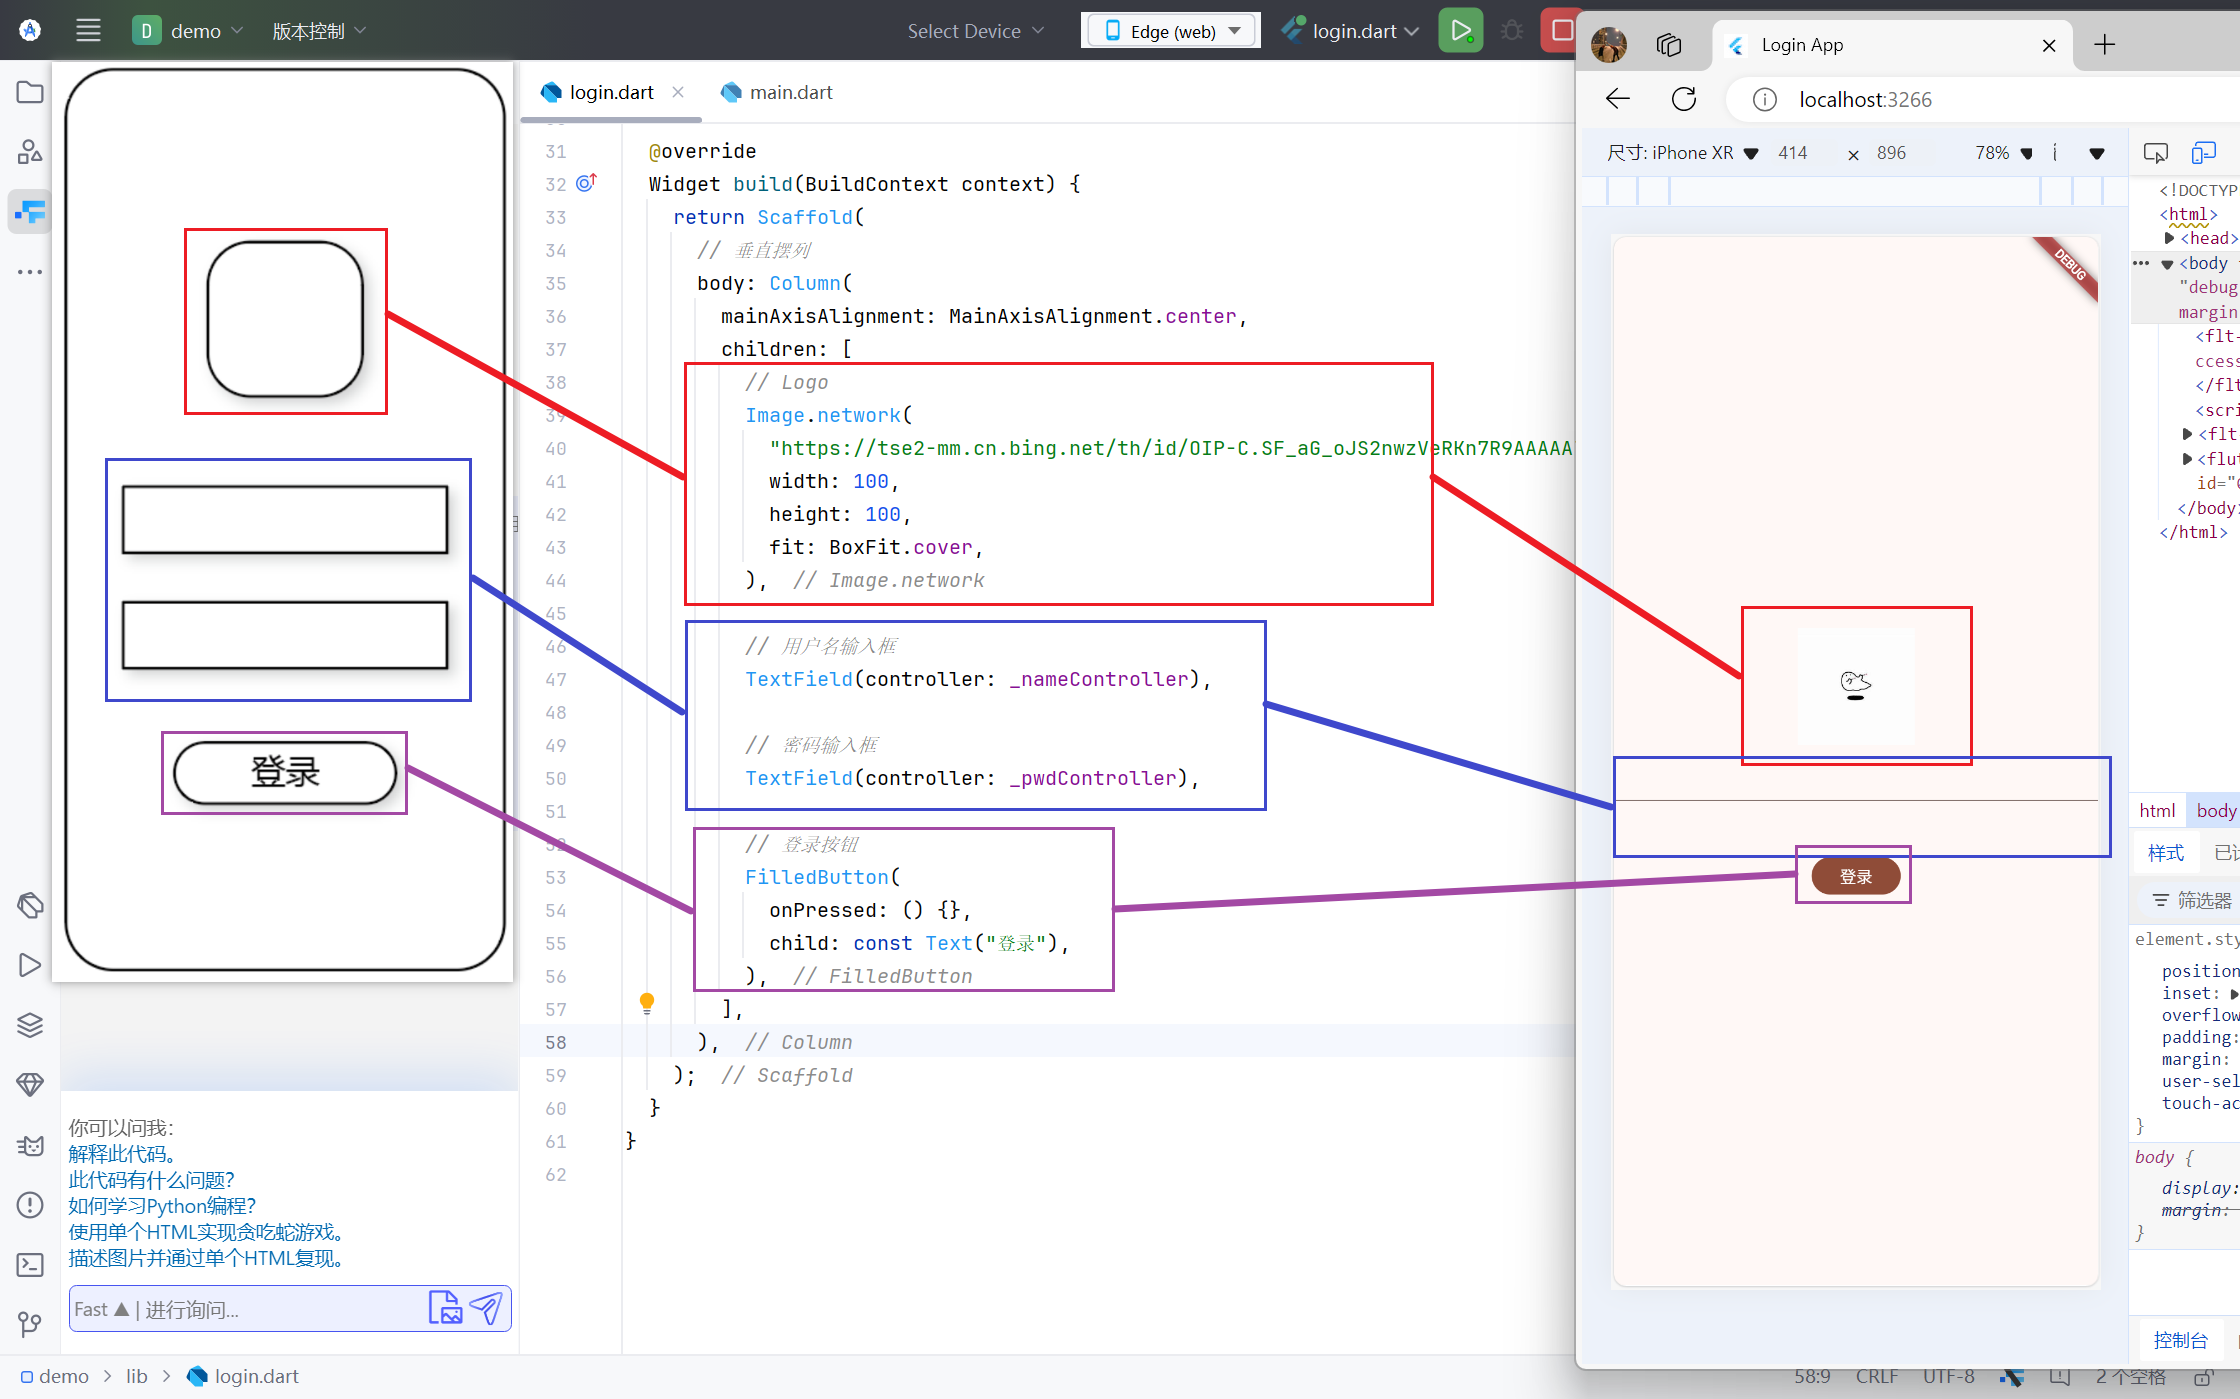 D demo 版本控制 Select Device Edge (web) login.dart
登录
你可以问我：
解释此代码。
此代码有什么问题？
如何学习Python编程？
使用单个HTML实现贪吃蛇游戏。
描述图片并通过单个HTML复现。
Fast ▲ | 进行询问...
login.dart main.dart
31 @override
32 Widget build(BuildContext context) {
33 return Scaffold(
34 // 垂直摆列
35 body: Column(
36 mainAxisAlignment: MainAxisAlignment.center,
37 children: [
38 // Logo
39 Image.network(
40 "https://tse2-mm.cn.bing.net/th/id/OIP-C.SF_aG_oJS2nwzVeRKn7R9AAAAA
41 width: 100,
42 height: 100,
43 fit: BoxFit.cover,
44 ), // Image.network
45
46 // 用户名输入框
47 TextField(controller: _nameController),
48
49 // 密码输入框
50 TextField(controller: _pwdController),
51
52 // 登录按钮
53 FilledButton(
54 onPressed: () {},
55 child: const Text("登录"),
56 ), // FilledButton
57 ],
58 ), // Column
59 ); // Scaffold
60 }
61 }
62
Login App
localhost:3266
尺寸: iPhone XR 414 × 896 78%
DEBUG
登录
<!DOCTYP
<html>
<head>
<body
"debug
margin
<flt-
ccess
</flt
<scri
<flt
<flut
id="
</body>
</html>
html body
样式
筛选器
element.sty
position
inset:
overflow
padding:
margin:
user-sel
touch-ac
}
body {
display:
margin:
}
控制台
demo > lib > login.dart
58:9 CRLF UTF-8 2 个空格